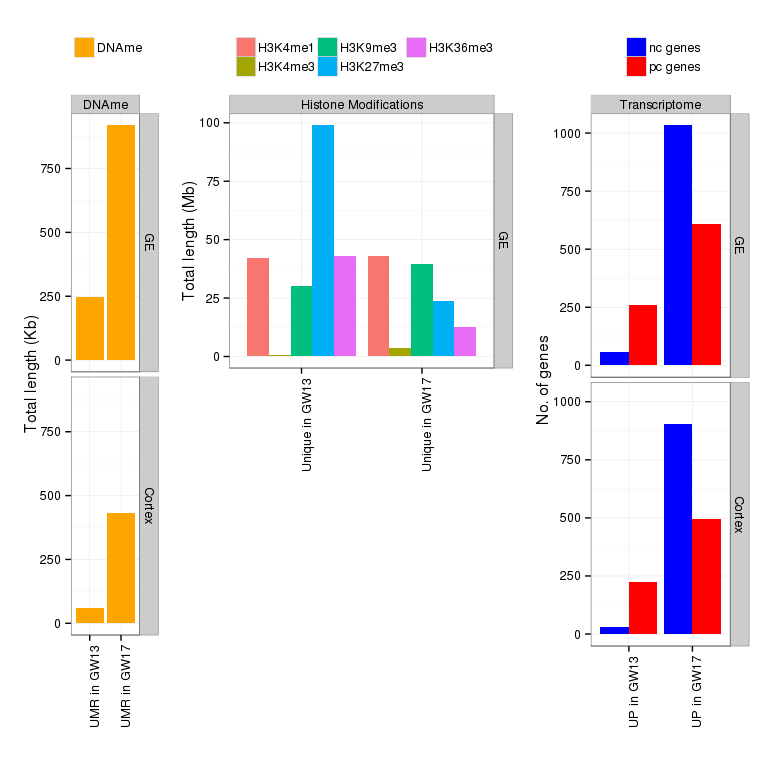 DNAme
H3K4me1 H3K9me3 H3K36me3
H3K4me3 H3K27me3
nc genes
pc genes
DNAme
Total length (Kb)
750
500
250
0
GE
750
500
250
0
Cortex
UMR in GW13
UMR in GW17
Histone Modifications
Total length (Mb)
100
75
50
25
0
GE
Unique in GW13
Unique in GW17
Transcriptome
No. of genes
1000
750
500
250
0
GE
1000
750
500
250
0
Cortex
UP in GW13
UP in GW17